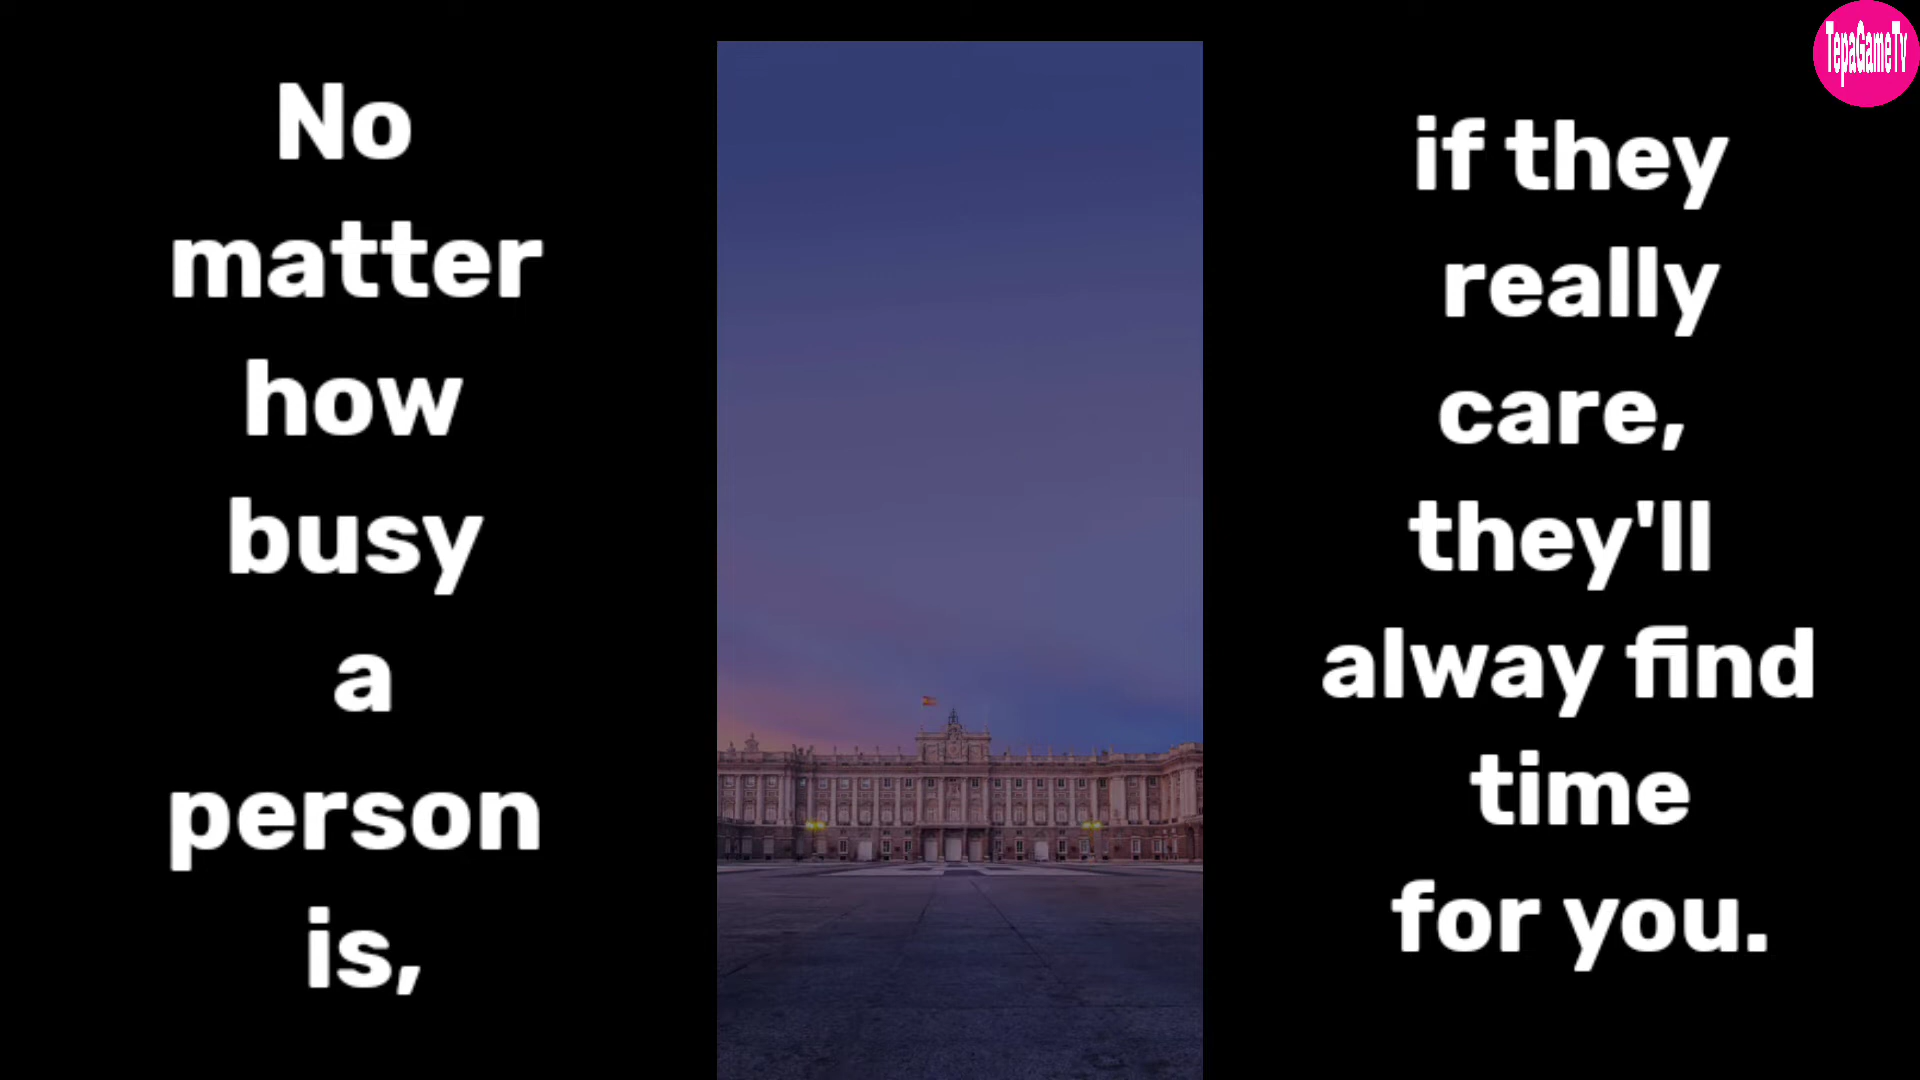 No
matter
how
busy
a
person
is,
if they
really
care,
they'll
alway find
time
for you.
TepaGameTv